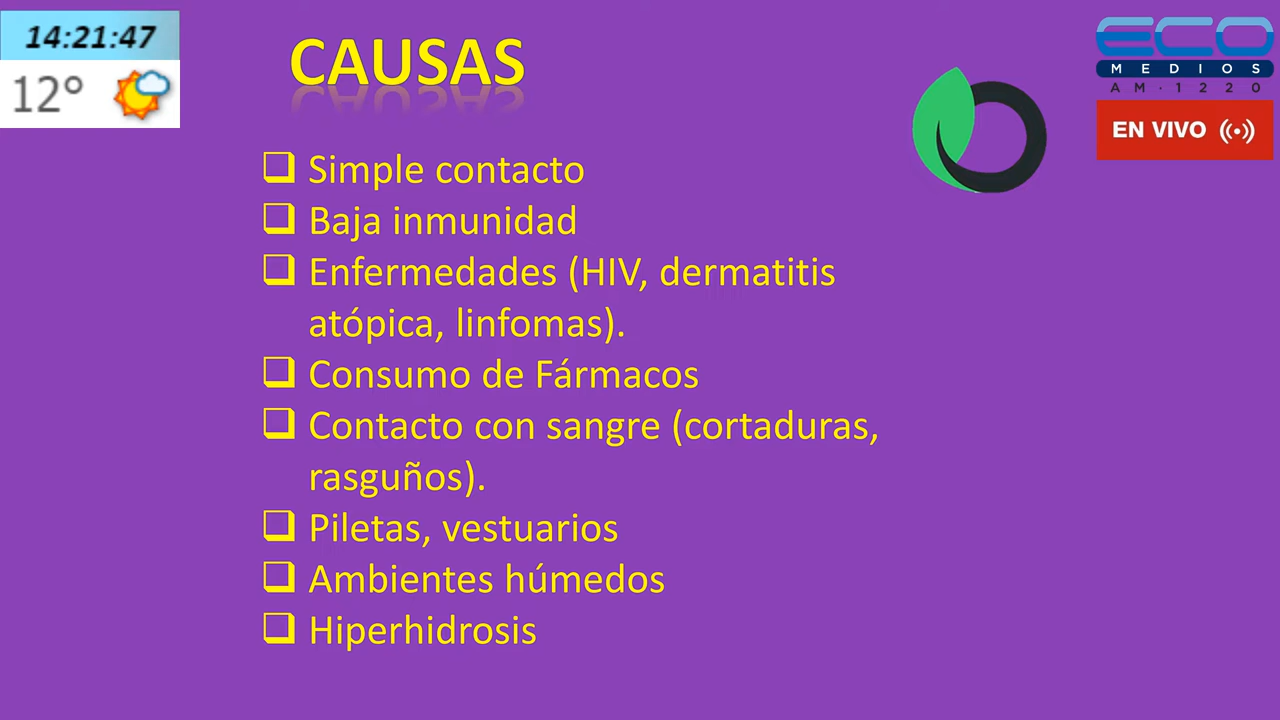 14:21:47
12°
CAUSAS
ECO
MEDIOS
AM·1220
EN VIVO
Simple contacto
Baja inmunidad
Enfermedades (HIV, dermatitis
atópica, linfomas).
Consumo de Fármacos
Contacto con sangre (cortaduras,
rasguños).
Piletas, vestuarios
Ambientes húmedos
Hiperhidrosis